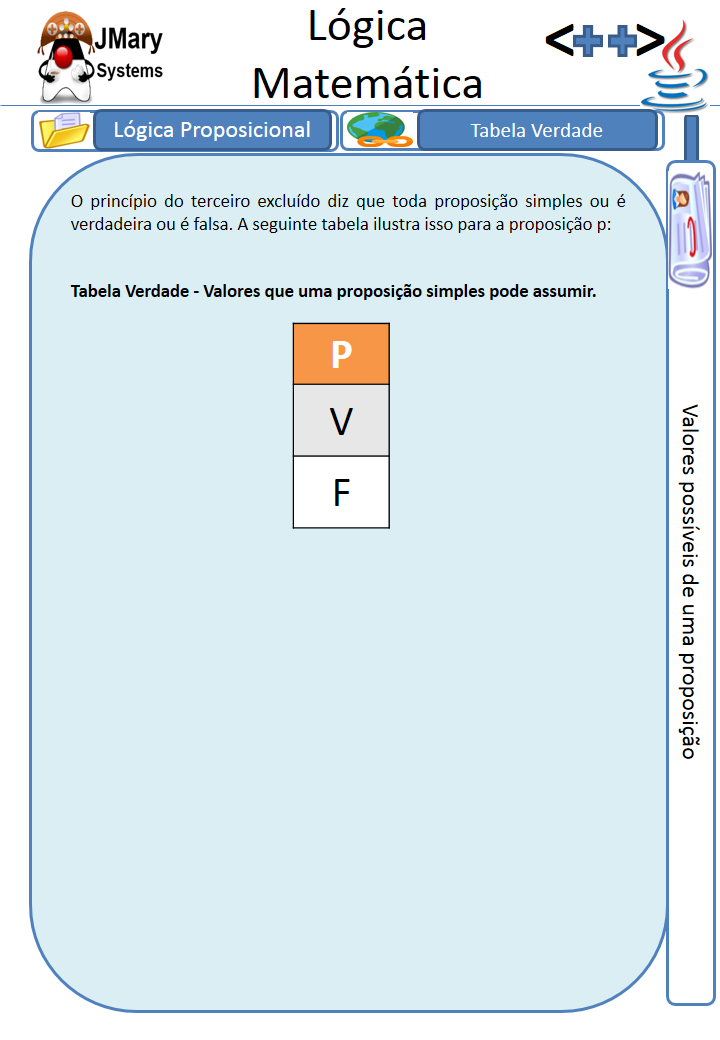 JMary
Systems
Lógica
Matemática
<++>
Lógica Proposicional
Tabela Verdade
O princípio do terceiro excluído diz que toda proposição simples ou é
verdadeira ou é falsa. A seguinte tabela ilustra isso para a proposição p:
Tabela Verdade - Valores que uma proposição simples pode assumir.
P
V
F
Valores possíveis de uma proposição